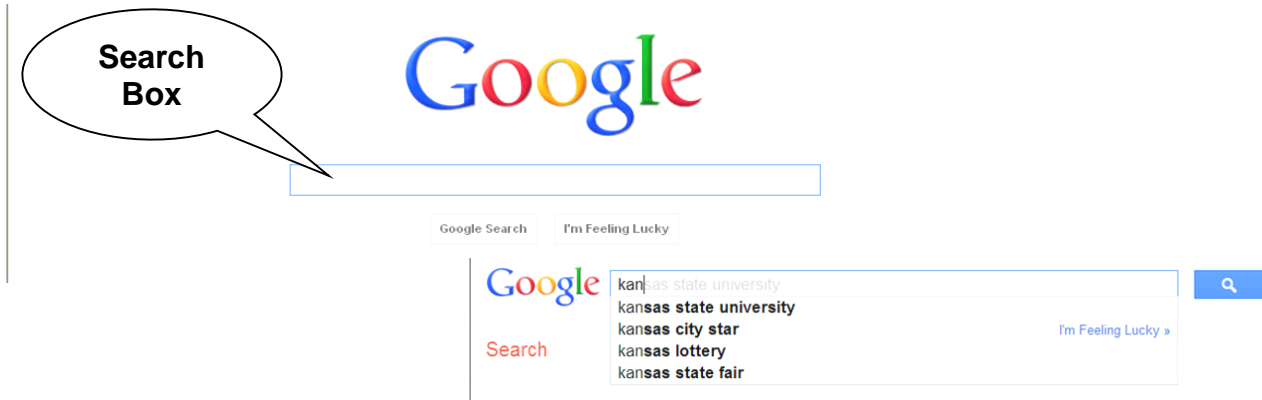 Search
Box
Google
Google Search I'm Feeling Lucky
Google kansas state university
kansas state university
kansas city star
I'm Feeling Lucky »
Search
kansas lottery
kansas state fair